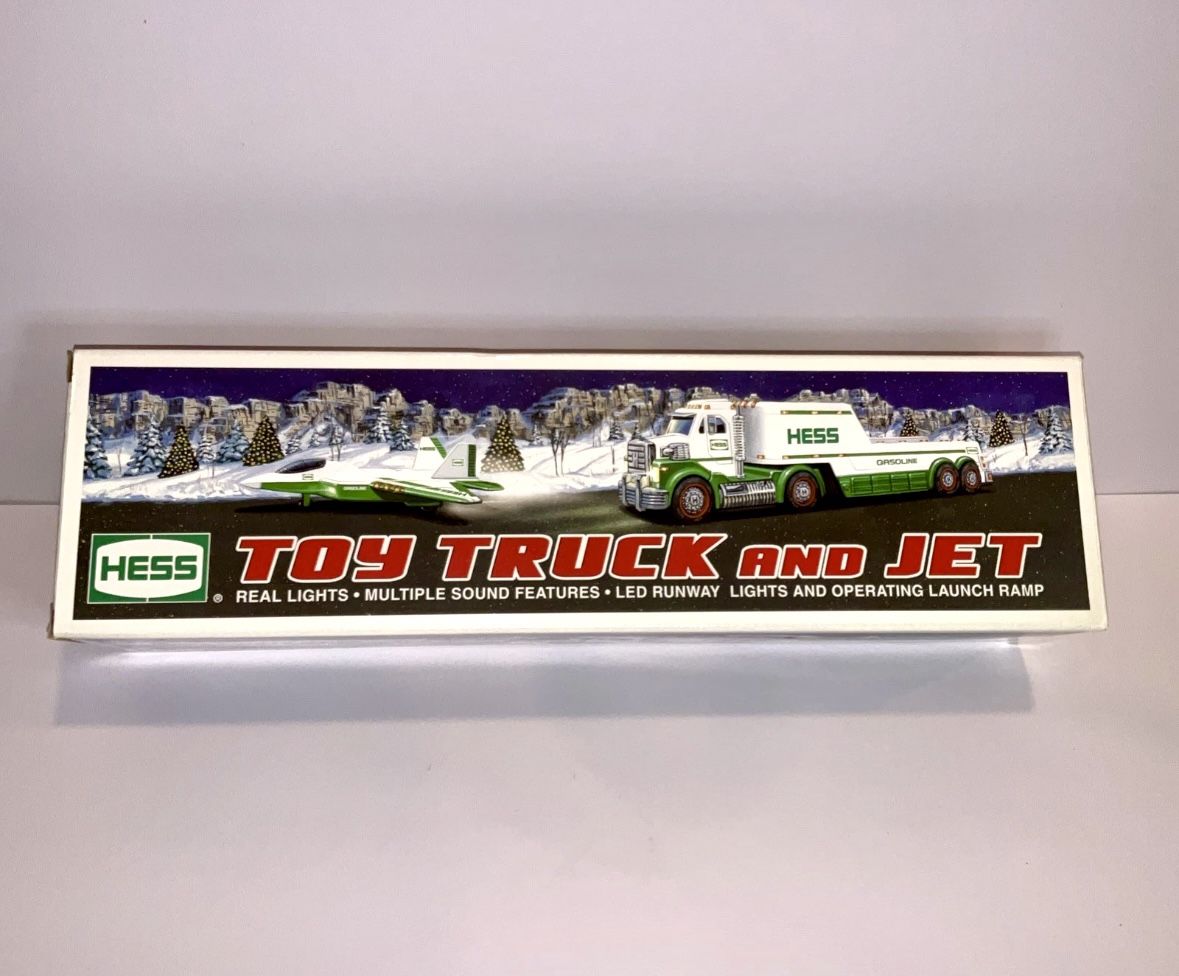 HESS
GASOLINE
HESS ®
TOY TRUCK AND JET
REAL LIGHTS • MULTIPLE SOUND FEATURES • LED RUNWAY LIGHTS AND OPERATING LAUNCH RAMP